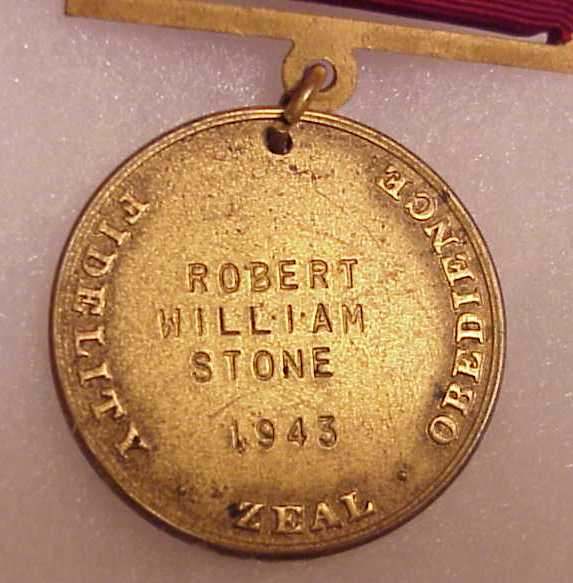 FIDELITY
ZEAL
OBEDIENCE
ROBERT
WILLIAM
STONE
1943